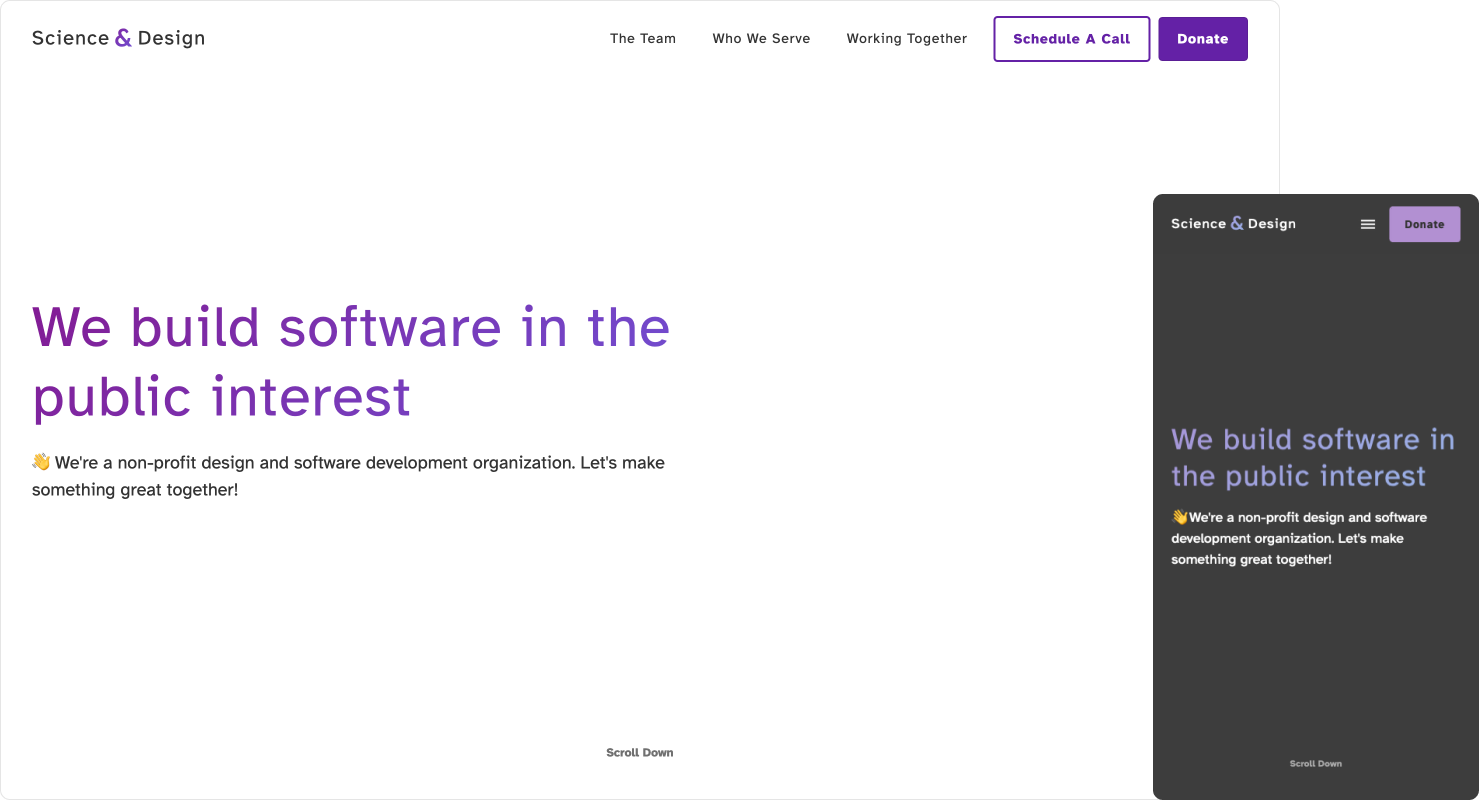 Science & Design
The Team
Who We Serve
Working Together
Schedule A Call
Donate
We build software in the
public interest
👋 We're a non-profit design and software development organization. Let's make
something great together!
Scroll Down
Science & Design
Donate
We build software in
the public interest
👋We're a non-profit design and software
development organization. Let's make
something great together!
Scroll Down